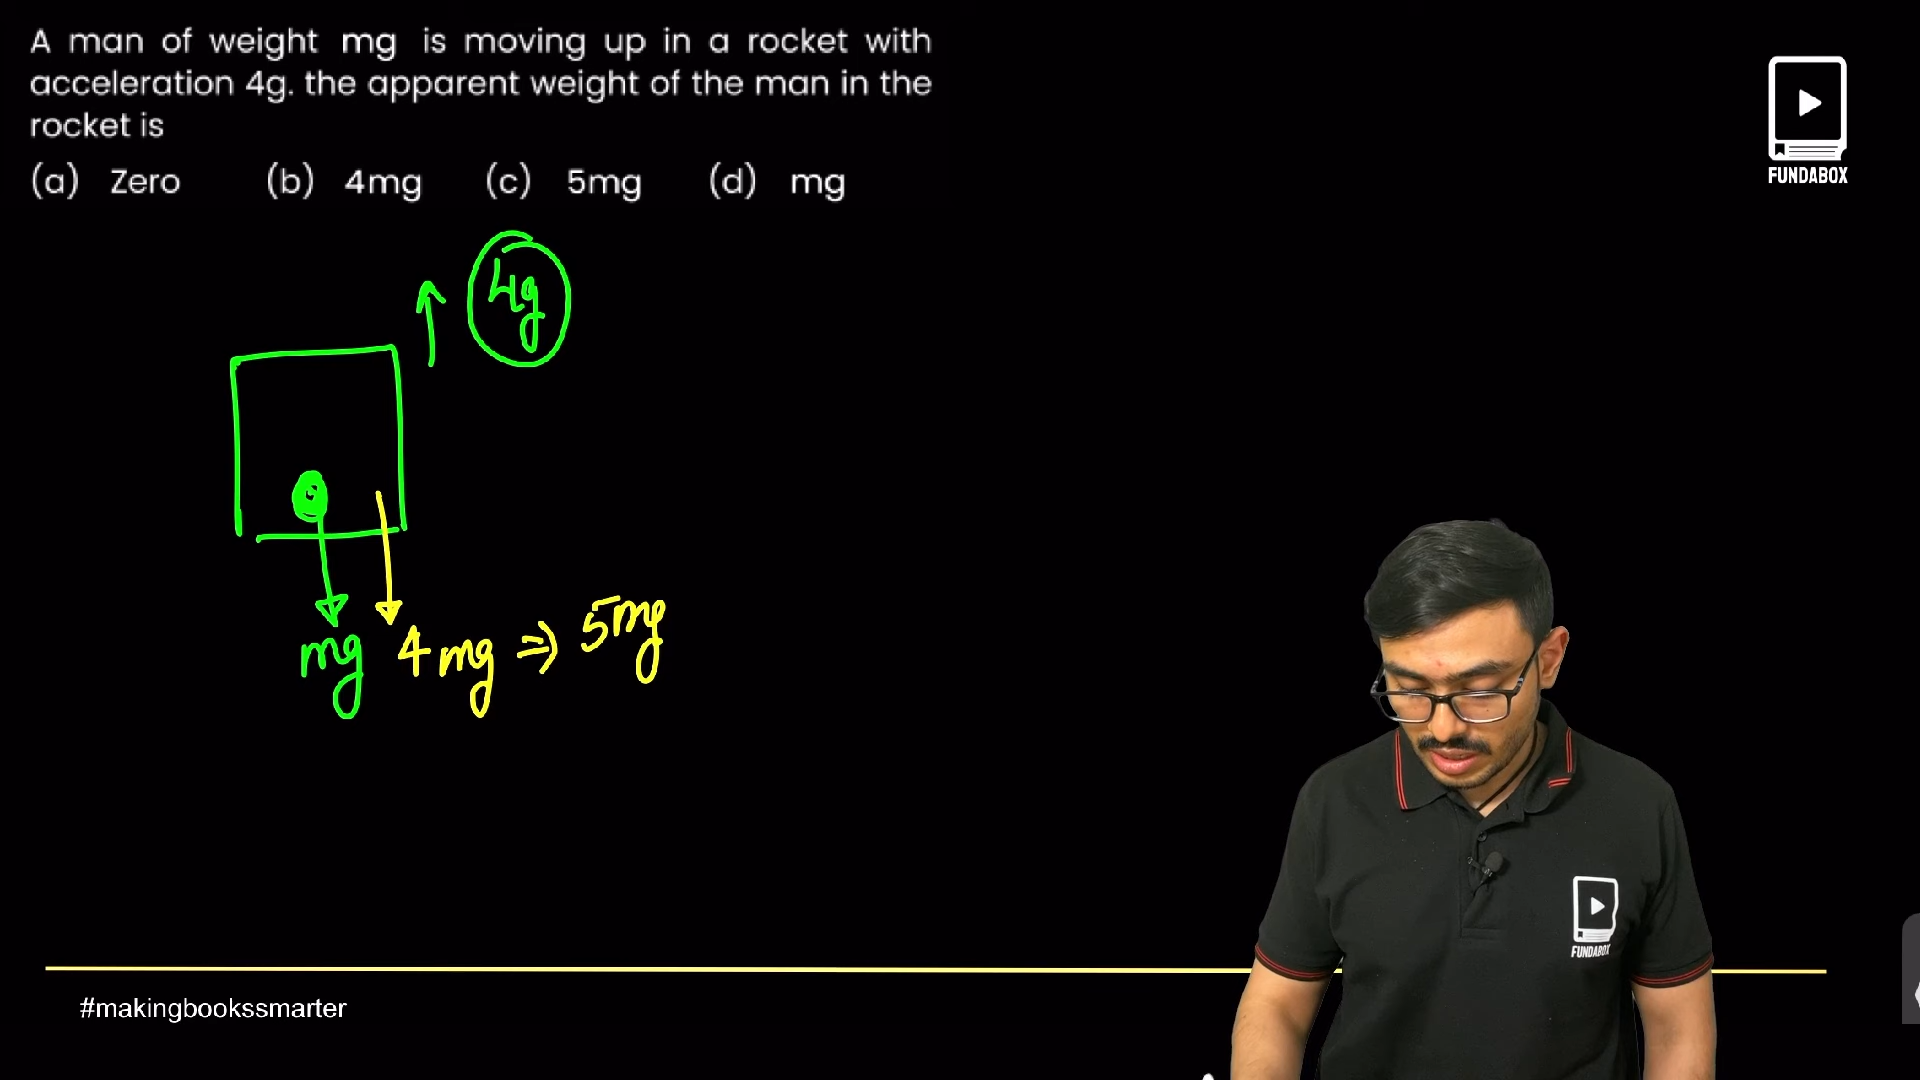 A man of weight mg is moving up in a rocket with
acceleration 4g. the apparent weight of the man in the
rocket is
(a) Zero (b) 4mg (c) 5mg (d) mg
FUNDABOX
4g
mg 4mg ⇒ 5mg
FUNDABOX
#makingbookssmarter